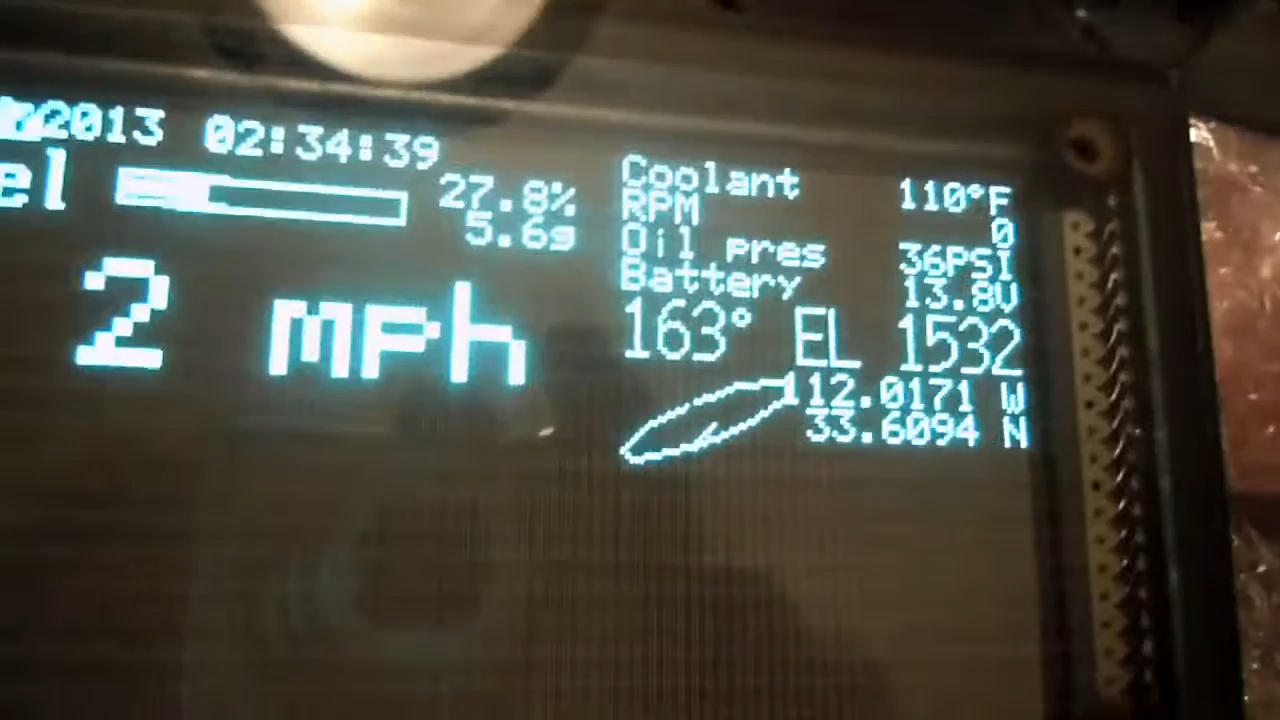 2013 02:34:39
el 27.8%
5.6g
2 mph
Coolant 110°F
RPM 0
Oil pres 36PSI
Battery 13.8V
163° EL 1532
112.0171 W
33.6094 N